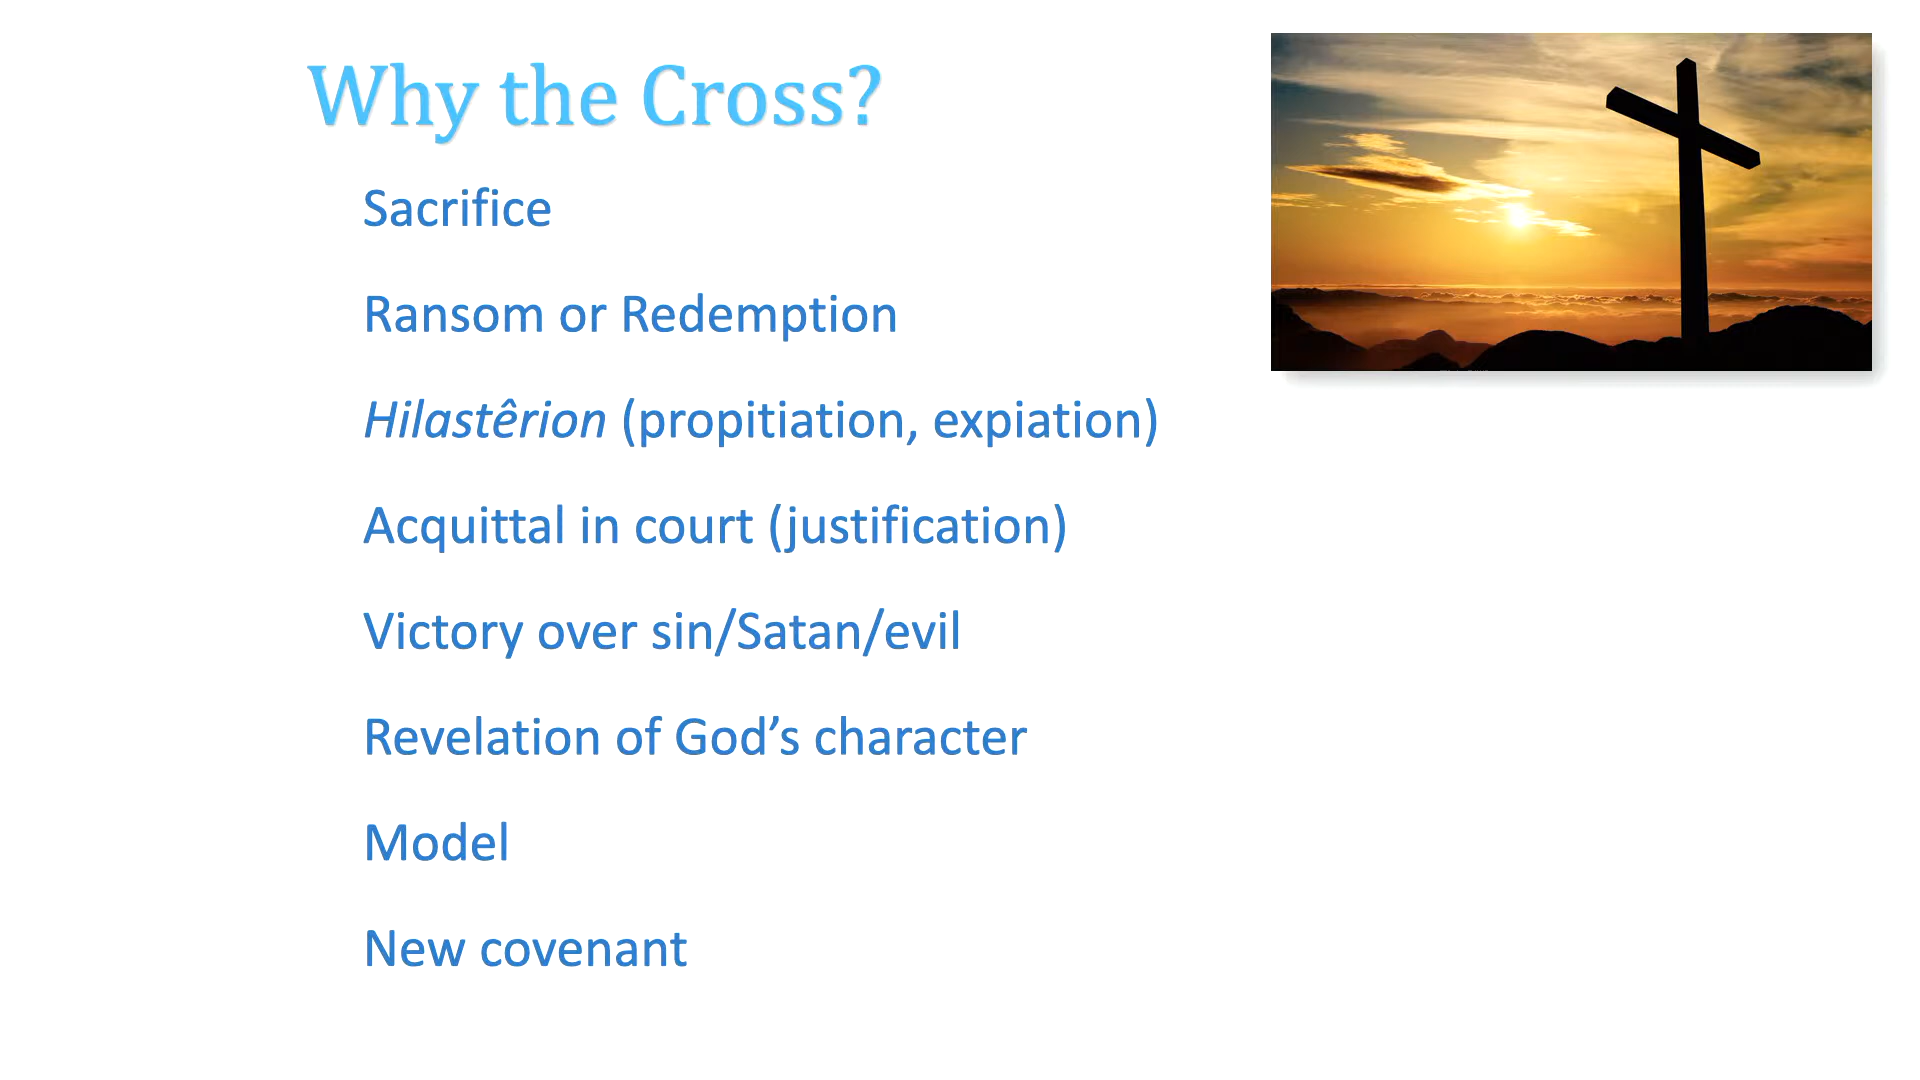 Why the Cross?
Sacrifice
Ransom or Redemption
Hilastêrion (propitiation, expiation)
Acquittal in court (justification)
Victory over sin/Satan/evil
Revelation of God’s character
Model
New covenant